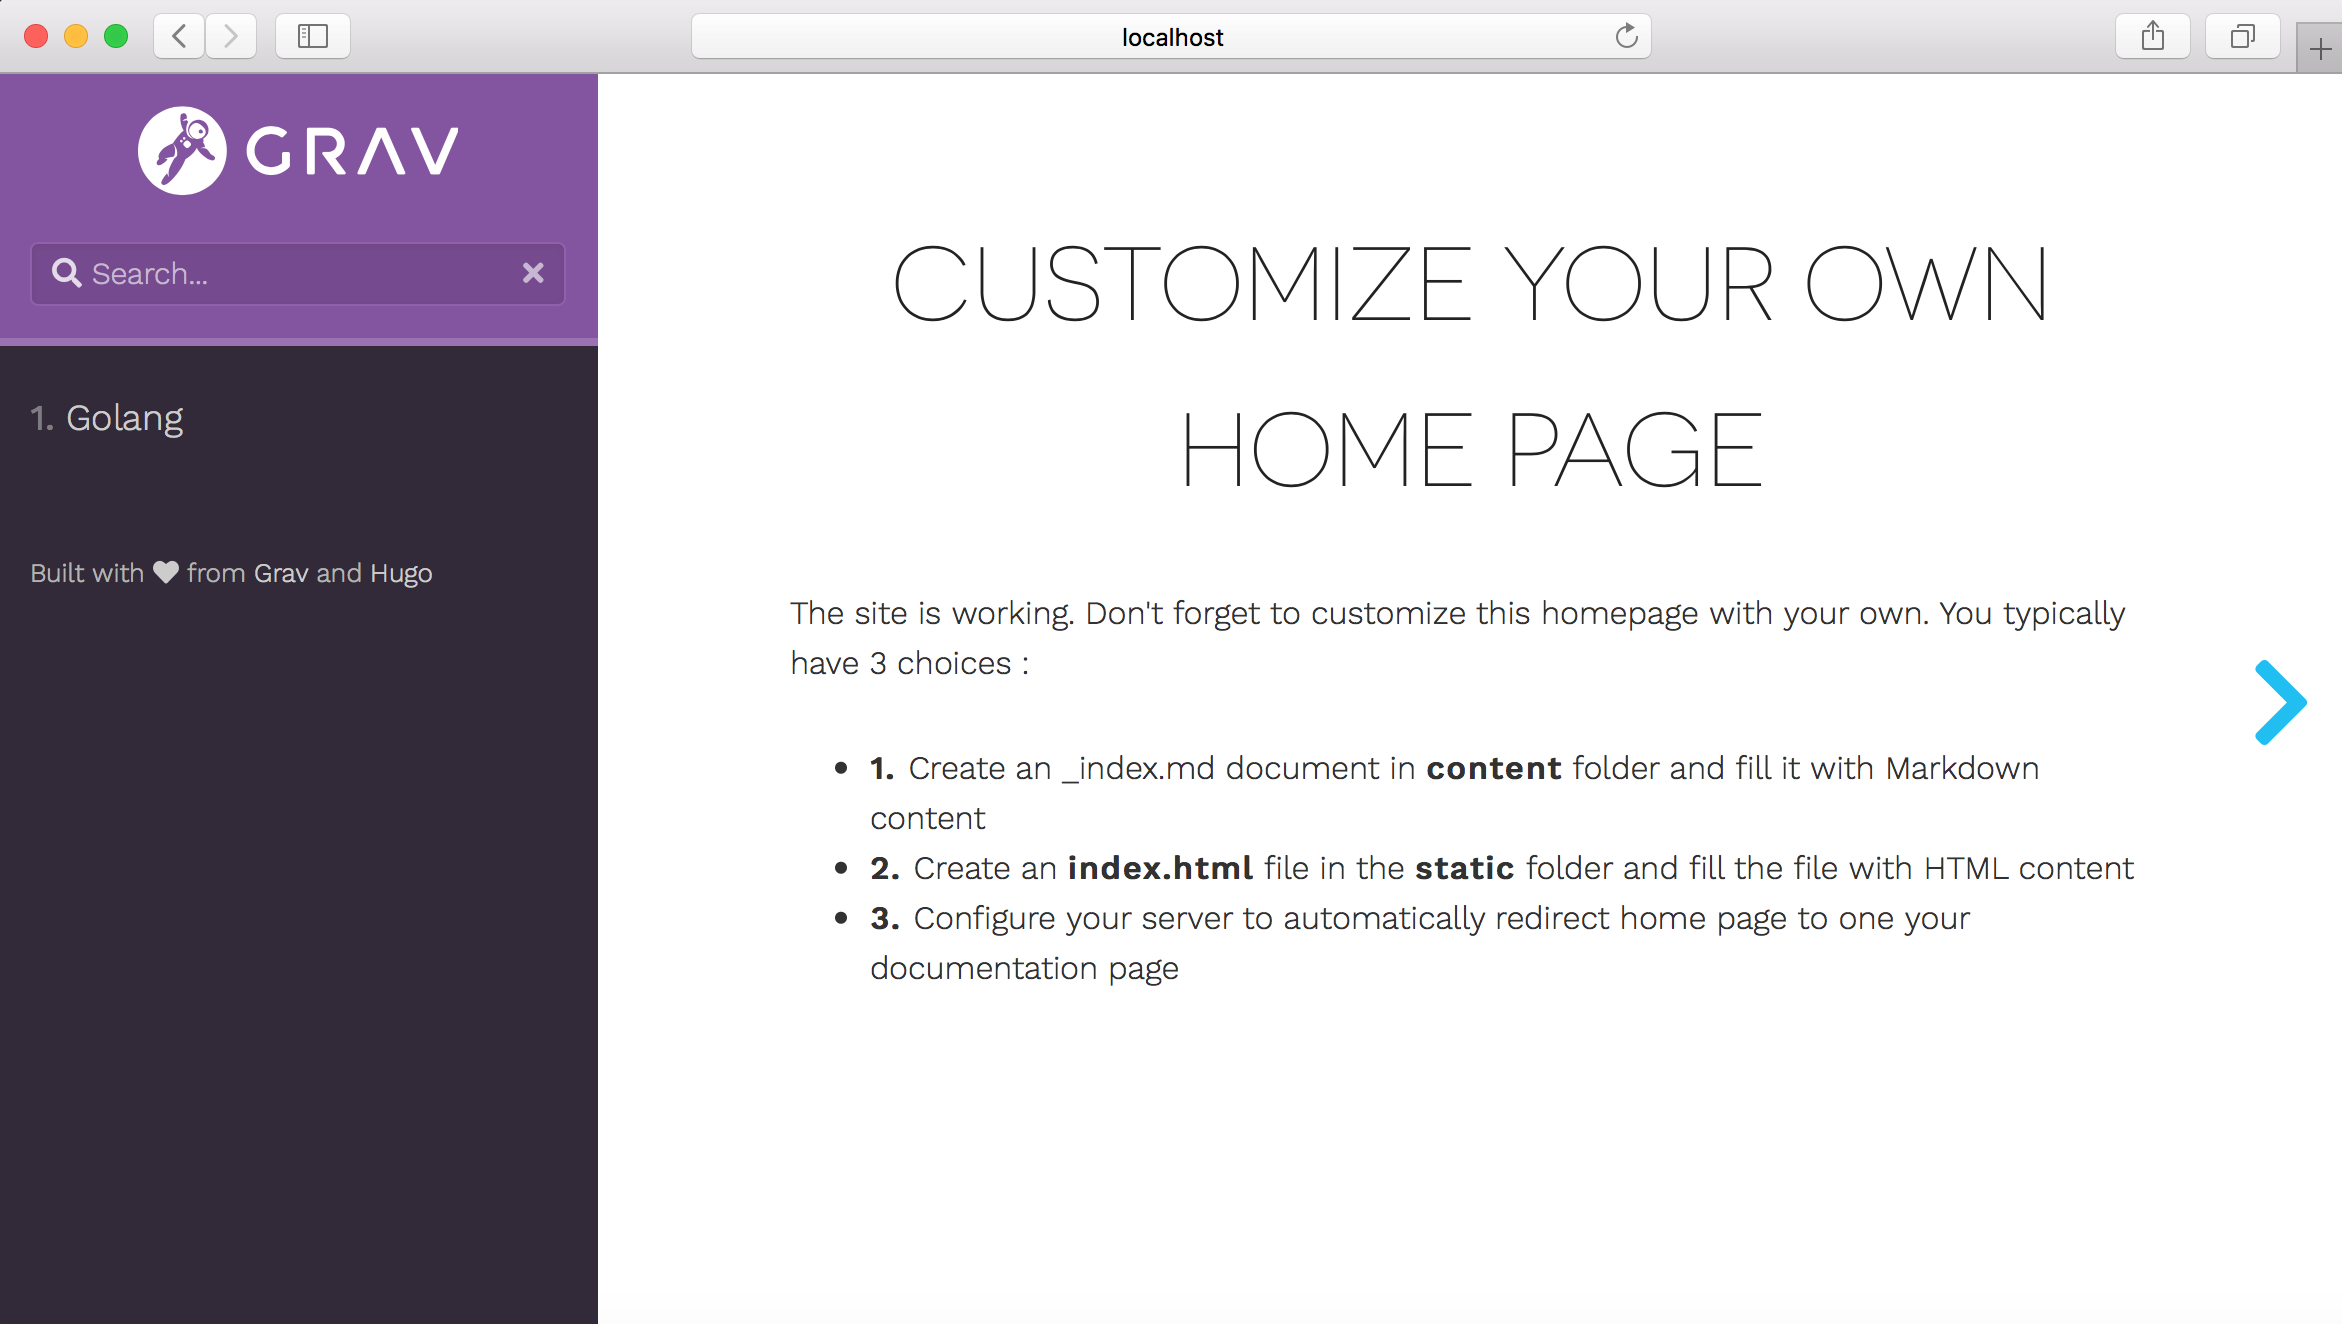 localhost
GRAV
Search...
1. Golang
Built with from Grav and Hugo
CUSTOMIZE YOUR OWN
HOME PAGE
The site is working. Don't forget to customize this homepage with your own. You typically
have 3 choices :
1. Create an _index.md document in content folder and fill it with Markdown
content
2. Create an index.html file in the static folder and fill the file with HTML content
3. Configure your server to automatically redirect home page to one your
documentation page